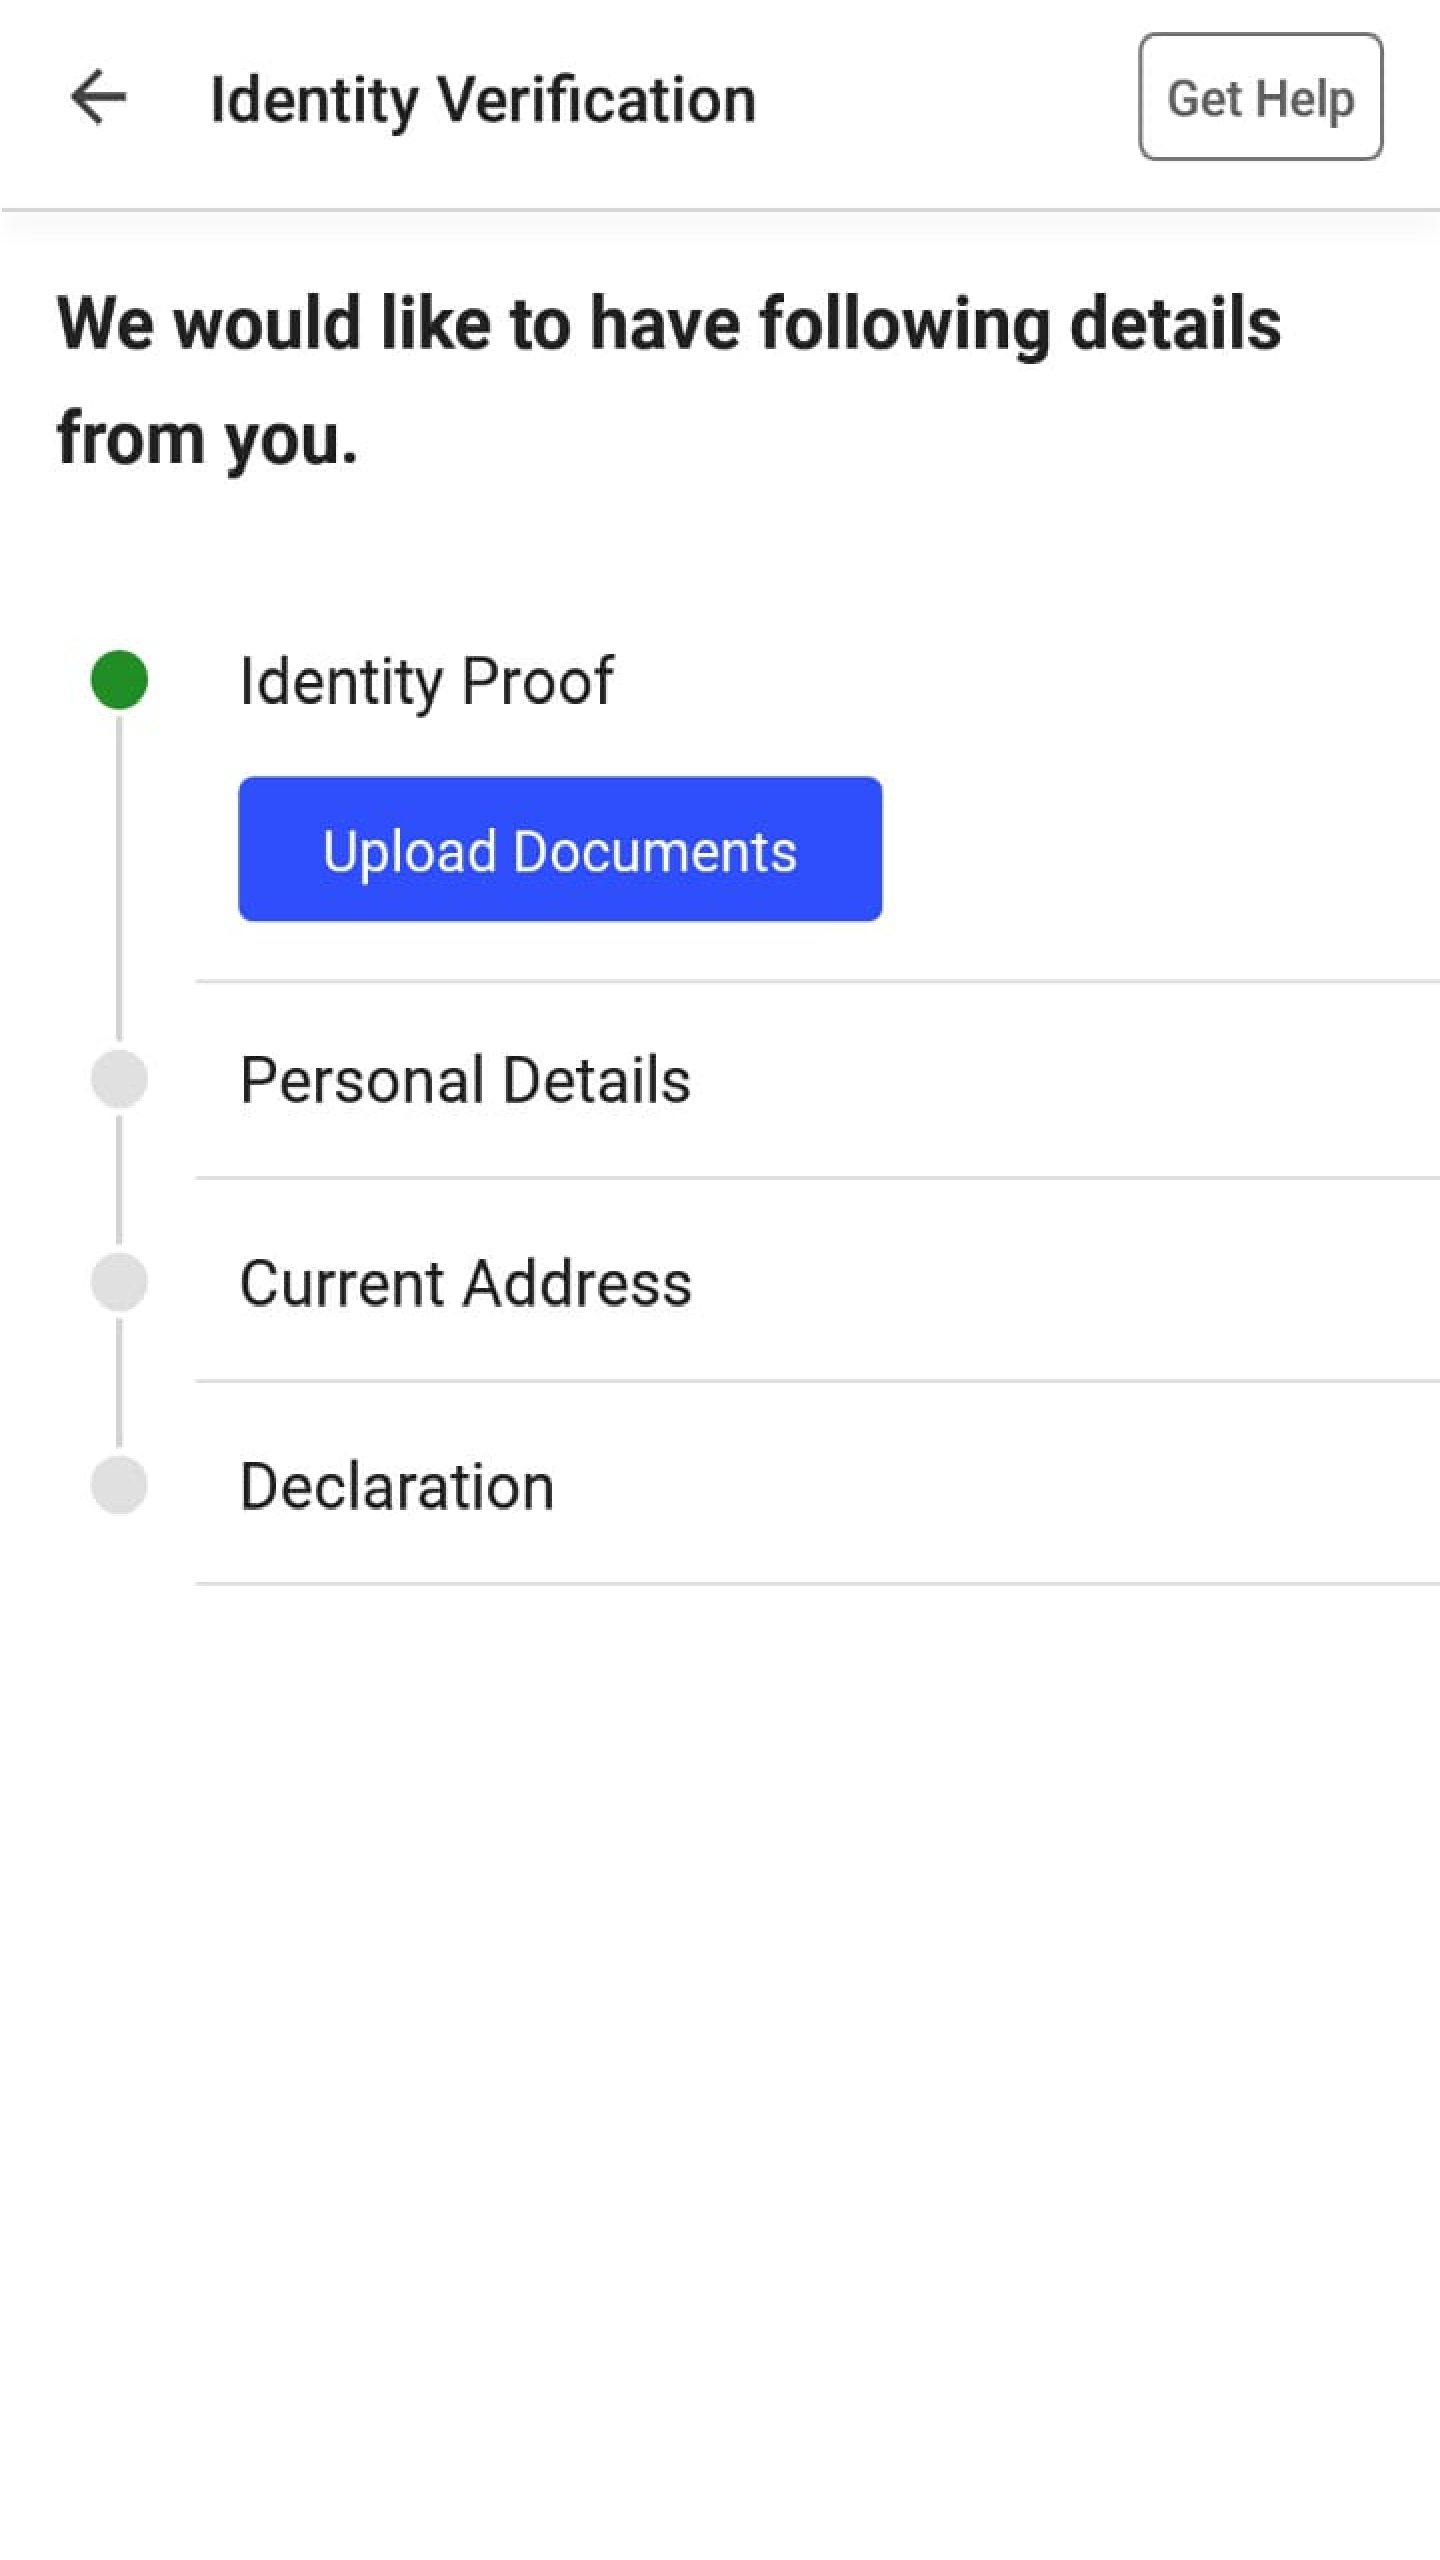 Identity Verification
Get Help
We would like to have following details
from you.
Identity Proof
Upload Documents
Personal Details
Current Address
Declaration